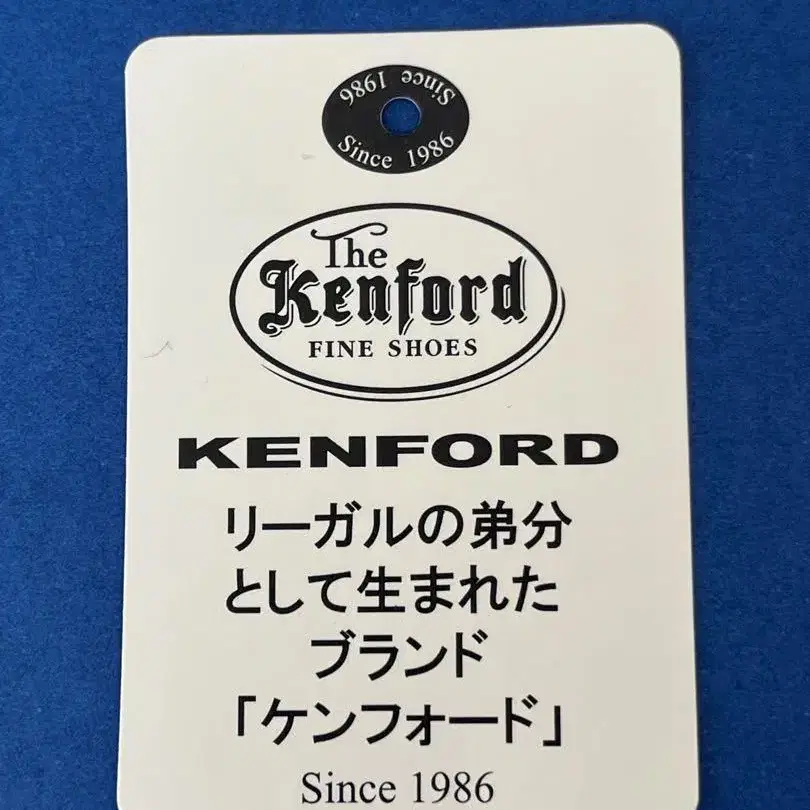 Since 1986
Since 1986
The
Kenford
FINE SHOES
KENFORD
リーガルの弟分
として生まれた
ブランド
「ケンフォード」
Since 1986